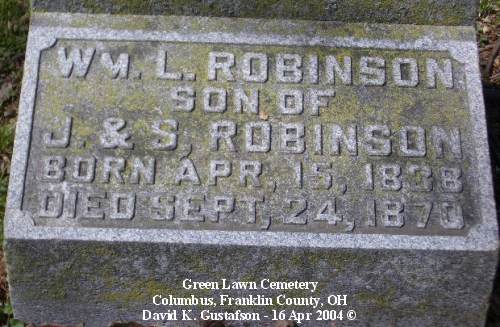 WM. L. ROBINSON
SON OF
J. & S. ROBINSON
BORN APR. 15, 1838
DIED SEPT. 24, 1870
Green Lawn Cemetery
Columbus, Franklin County, OH
David K. Gustafson - 16 Apr 2004 ©